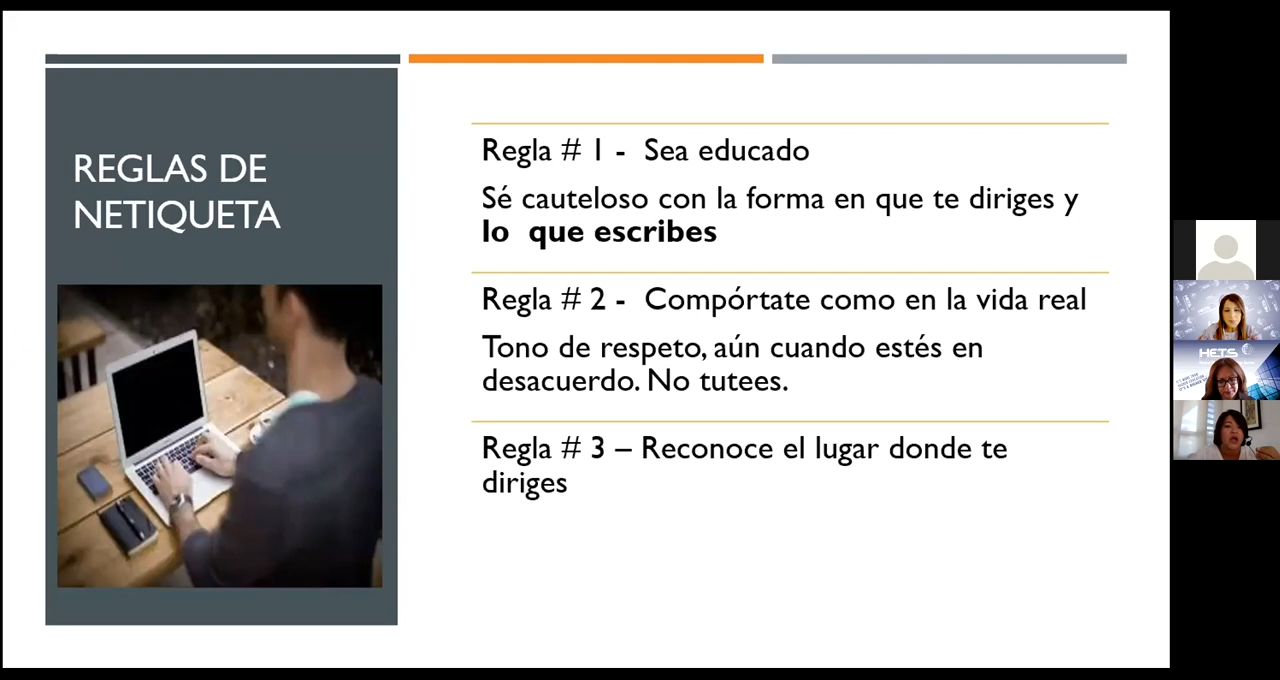 REGLAS DE
NETIQUETA
Regla # 1 - Sea educado
Sé cauteloso con la forma en que te diriges y
lo que escribes
Regla # 2 - Compórtate como en la vida real
Tono de respeto, aún cuando estés en
desacuerdo. No tutees.
Regla # 3 – Reconoce el lugar donde te
diriges
HETS